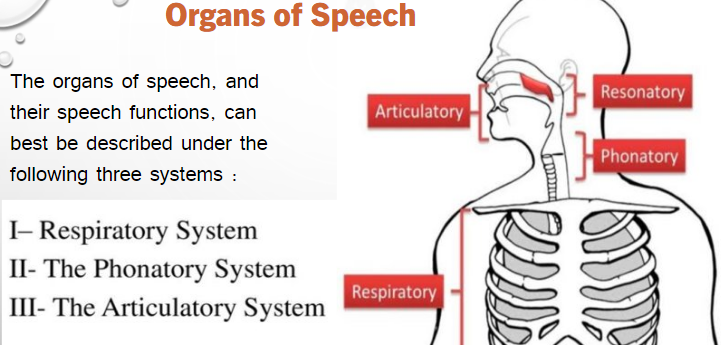 Organs of Speech
The organs of speech, and
their speech functions, can
best be described under the
following three systems :
I– Respiratory System
II- The Phonatory System
III- The Articulatory System
Articulatory
Resonatory
Phonatory
Respiratory